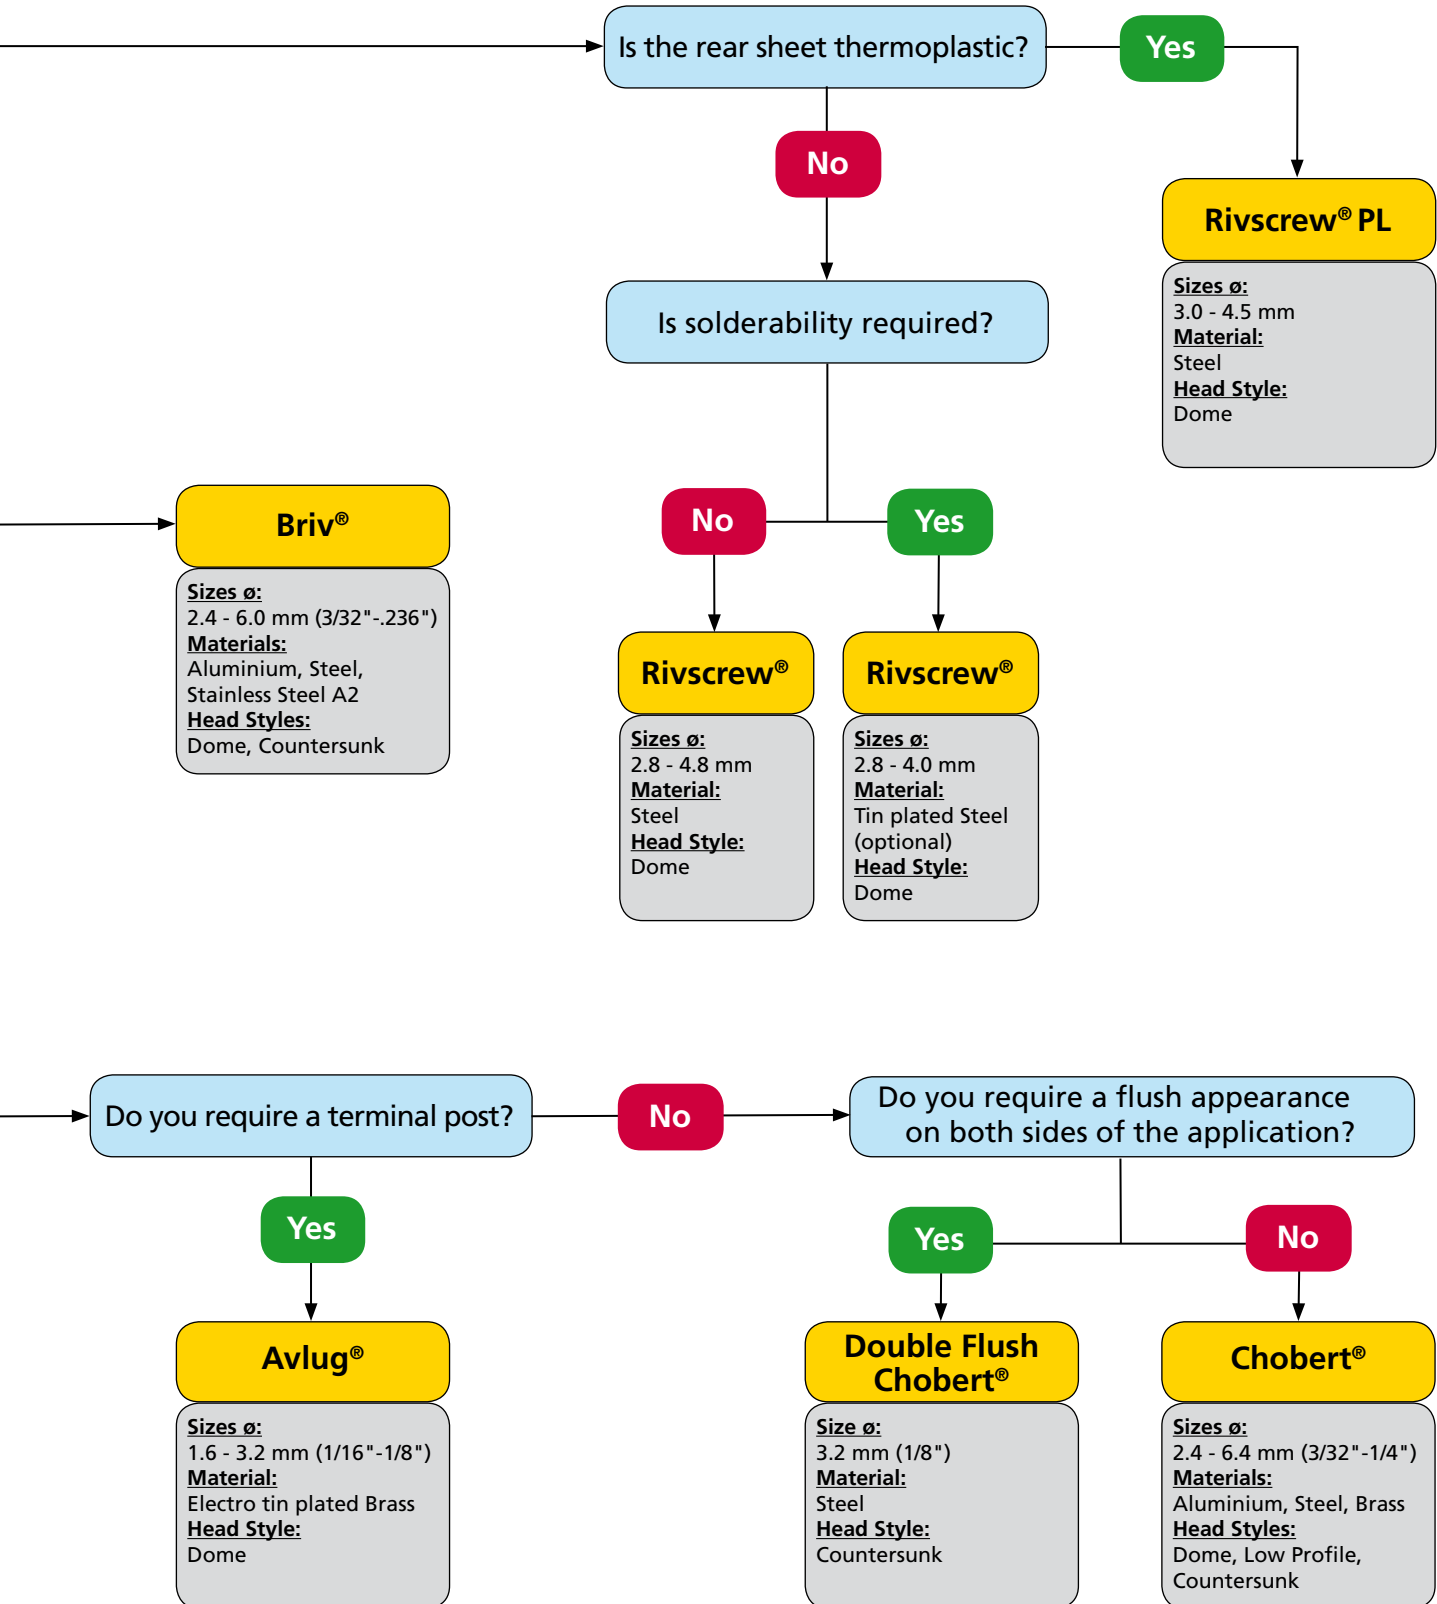 Is the rear sheet thermoplastic?
Yes
No
Rivscrew® PL
Sizes ø:
3.0 - 4.5 mm
Material:
Steel
Head Style:
Dome
Is solderability required?
No
Yes
Briv®
Sizes ø:
2.4 - 6.0 mm (3/32"-.236")
Materials:
Aluminium, Steel,
Stainless Steel A2
Head Styles:
Dome, Countersunk
Rivscrew®
Sizes ø:
2.8 - 4.8 mm
Material:
Steel
Head Style:
Dome
Rivscrew®
Sizes ø:
2.8 - 4.0 mm
Material:
Tin plated Steel
(optional)
Head Style:
Dome
Do you require a terminal post?
No
Do you require a flush appearance
on both sides of the application?
Yes
Yes
No
Avlug®
Sizes ø:
1.6 - 3.2 mm (1/16"-1/8")
Material:
Electro tin plated Brass
Head Style:
Dome
Double Flush
Chobert®
Size ø:
3.2 mm (1/8")
Material:
Steel
Head Style:
Countersunk
Chobert®
Sizes ø:
2.4 - 6.4 mm (3/32"-1/4")
Materials:
Aluminium, Steel, Brass
Head Styles:
Dome, Low Profile,
Countersunk